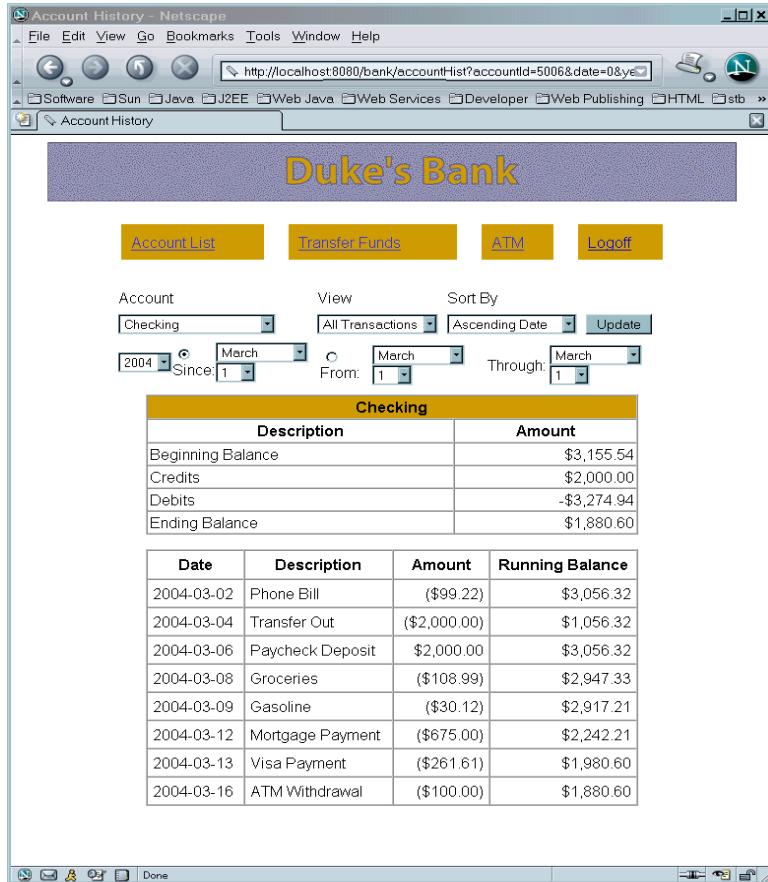 Account History - Netscape
File Edit View Go Bookmarks Tools Window Help
http://localhost:8080/bank/accountHist?accountId=5006&date=0&ye
Software Sun Java J2EE Web Java Web Services Developer Web Publishing HTML stb »
Account History
Duke's Bank
Account List Transfer Funds ATM Logoff
Account View Sort By
Checking All Transactions Ascending Date Update
2004 Since: March 1 From: March 1 Through: March 1
Checking
Description Amount
Beginning Balance $3,155.54
Credits $2,000.00
Debits -$3,274.94
Ending Balance $1,880.60
Date Description Amount Running Balance
2004-03-02 Phone Bill ($99.22) $3,056.32
2004-03-04 Transfer Out ($2,000.00) $1,056.32
2004-03-06 Paycheck Deposit $2,000.00 $3,056.32
2004-03-08 Groceries ($108.99) $2,947.33
2004-03-09 Gasoline ($30.12) $2,917.21
2004-03-12 Mortgage Payment ($675.00) $2,242.21
2004-03-13 Visa Payment ($261.61) $1,980.60
2004-03-16 ATM Withdrawal ($100.00) $1,880.60
Done